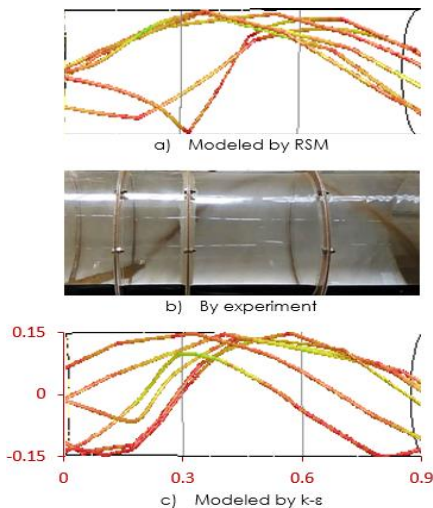 a) Modeled by RSM
b) By experiment
0.15
0
-0.15
0 0.3 0.6 0.9
c) Modeled by k-ε